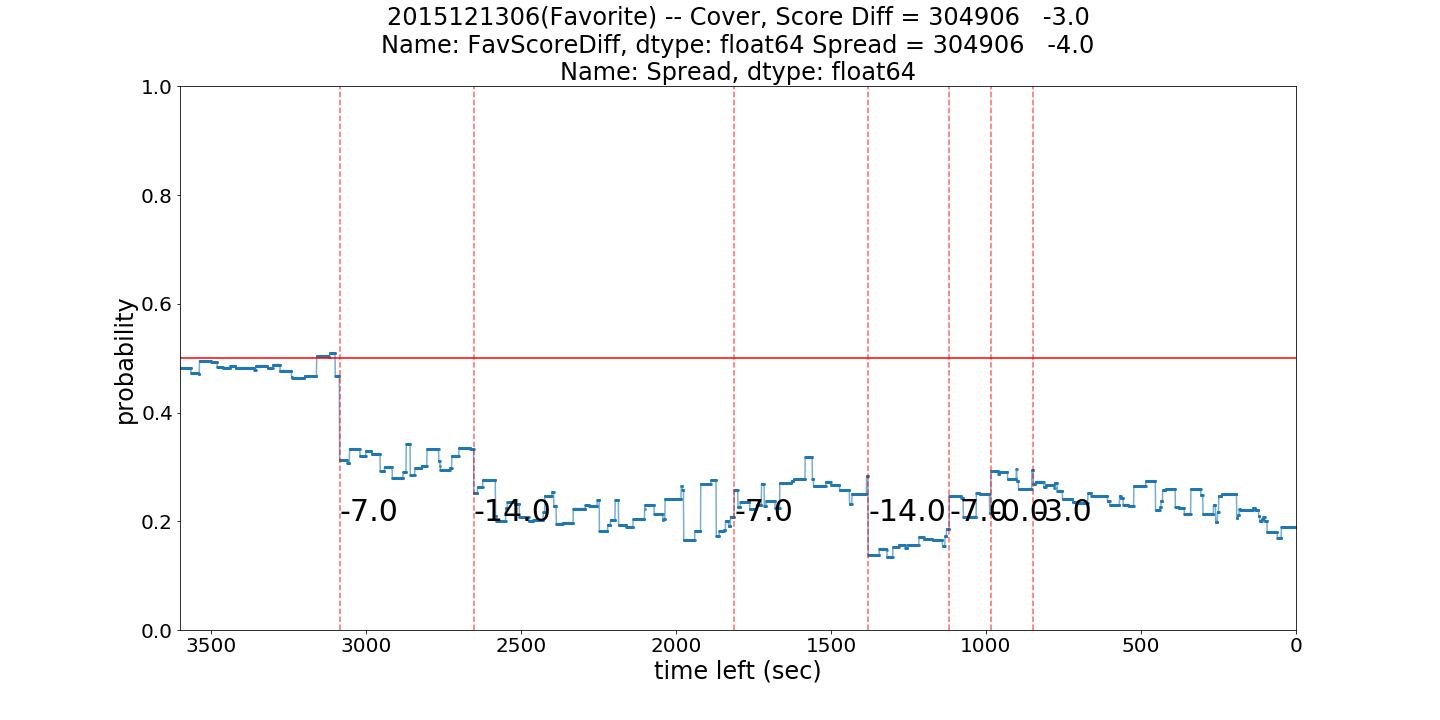 2015121306(Favorite) -- Cover, Score Diff = 304906   -3.0
Name: FavScoreDiff, dtype: float64 Spread = 304906   -4.0
Name: Spread, dtype: float64
1.0
0.8
0.6
0.4
0.2
0.0
probability
-7.0
-14.0
-7.0
-14.0
-7.0
0.0
-3.0
3500 3000 2500 2000 1500 1000 500 0
time left (sec)